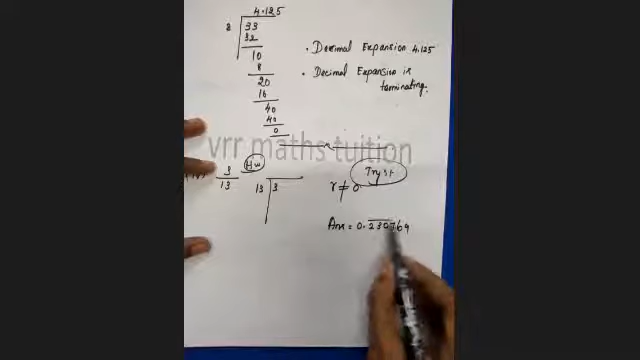 4.125
8 33
32
10
8
20
16
40
40
0
• Decimal Expansion 4.125
• Decimal Expansion is
terminating.
vrr maths tuition
3
13
Hw
13 3
Try it
r ≠ 0
Ans = 0.230769